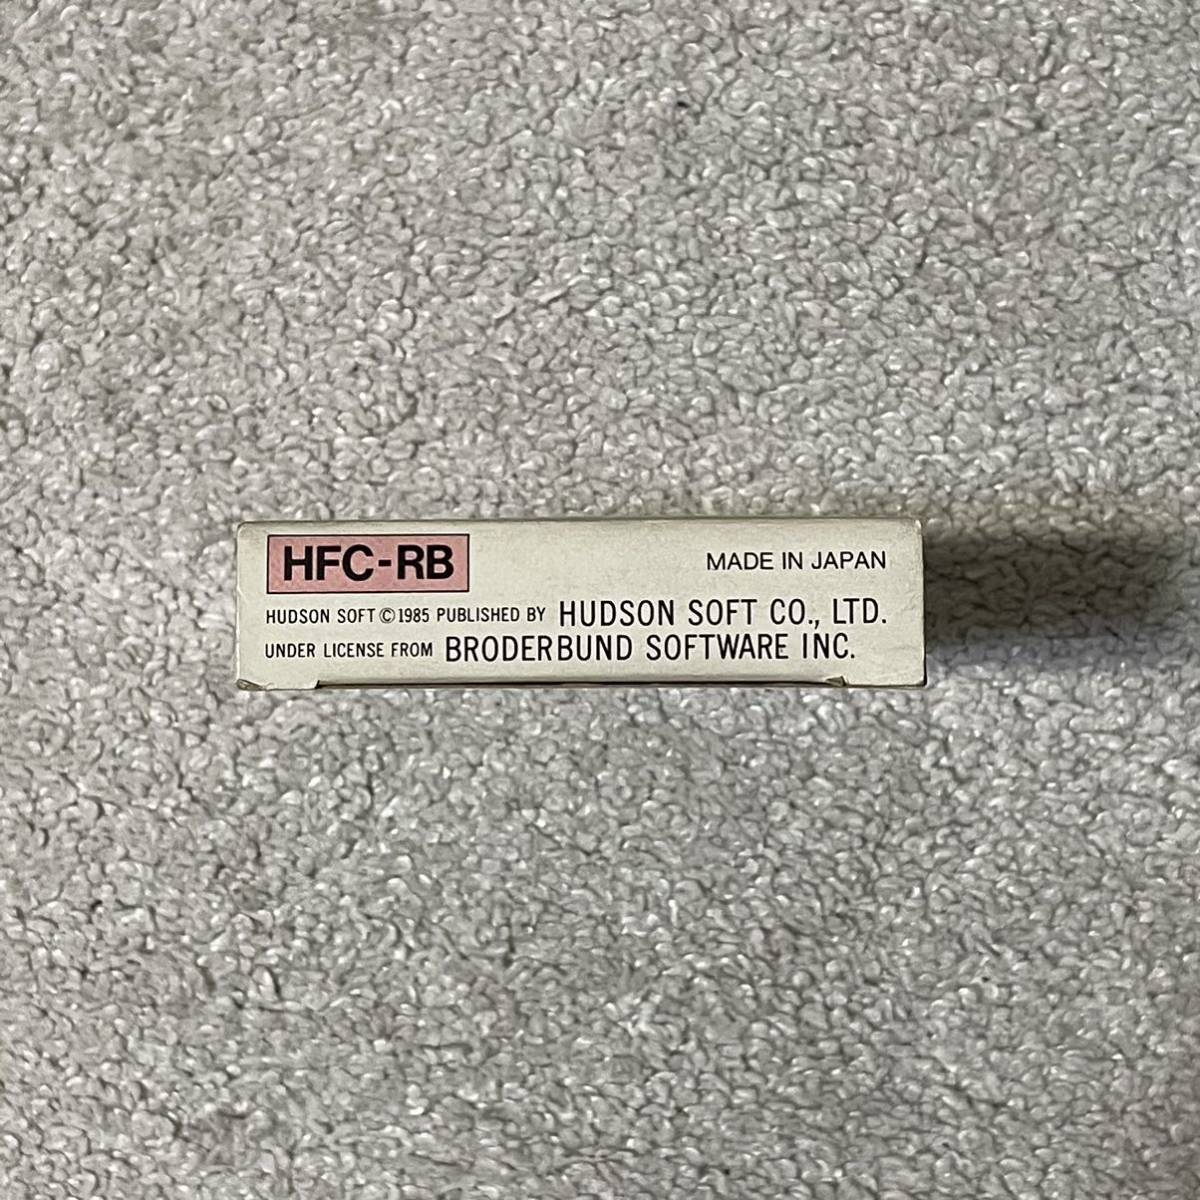 HFC-RB
MADE IN JAPAN
HUDSON SOFT ©1985 PUBLISHED BY HUDSON SOFT CO., LTD.
UNDER LICENSE FROM BRODERBUND SOFTWARE INC.